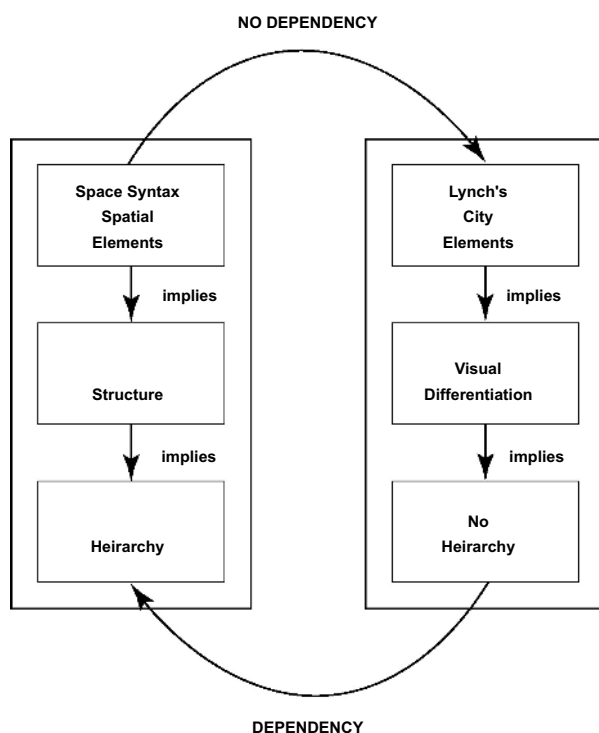 NO DEPENDENCY
Space Syntax
Spatial
Elements
implies
Structure
implies
Heirarchy
Lynch's
City
Elements
implies
Visual
Differentiation
implies
No
Heirarchy
DEPENDENCY